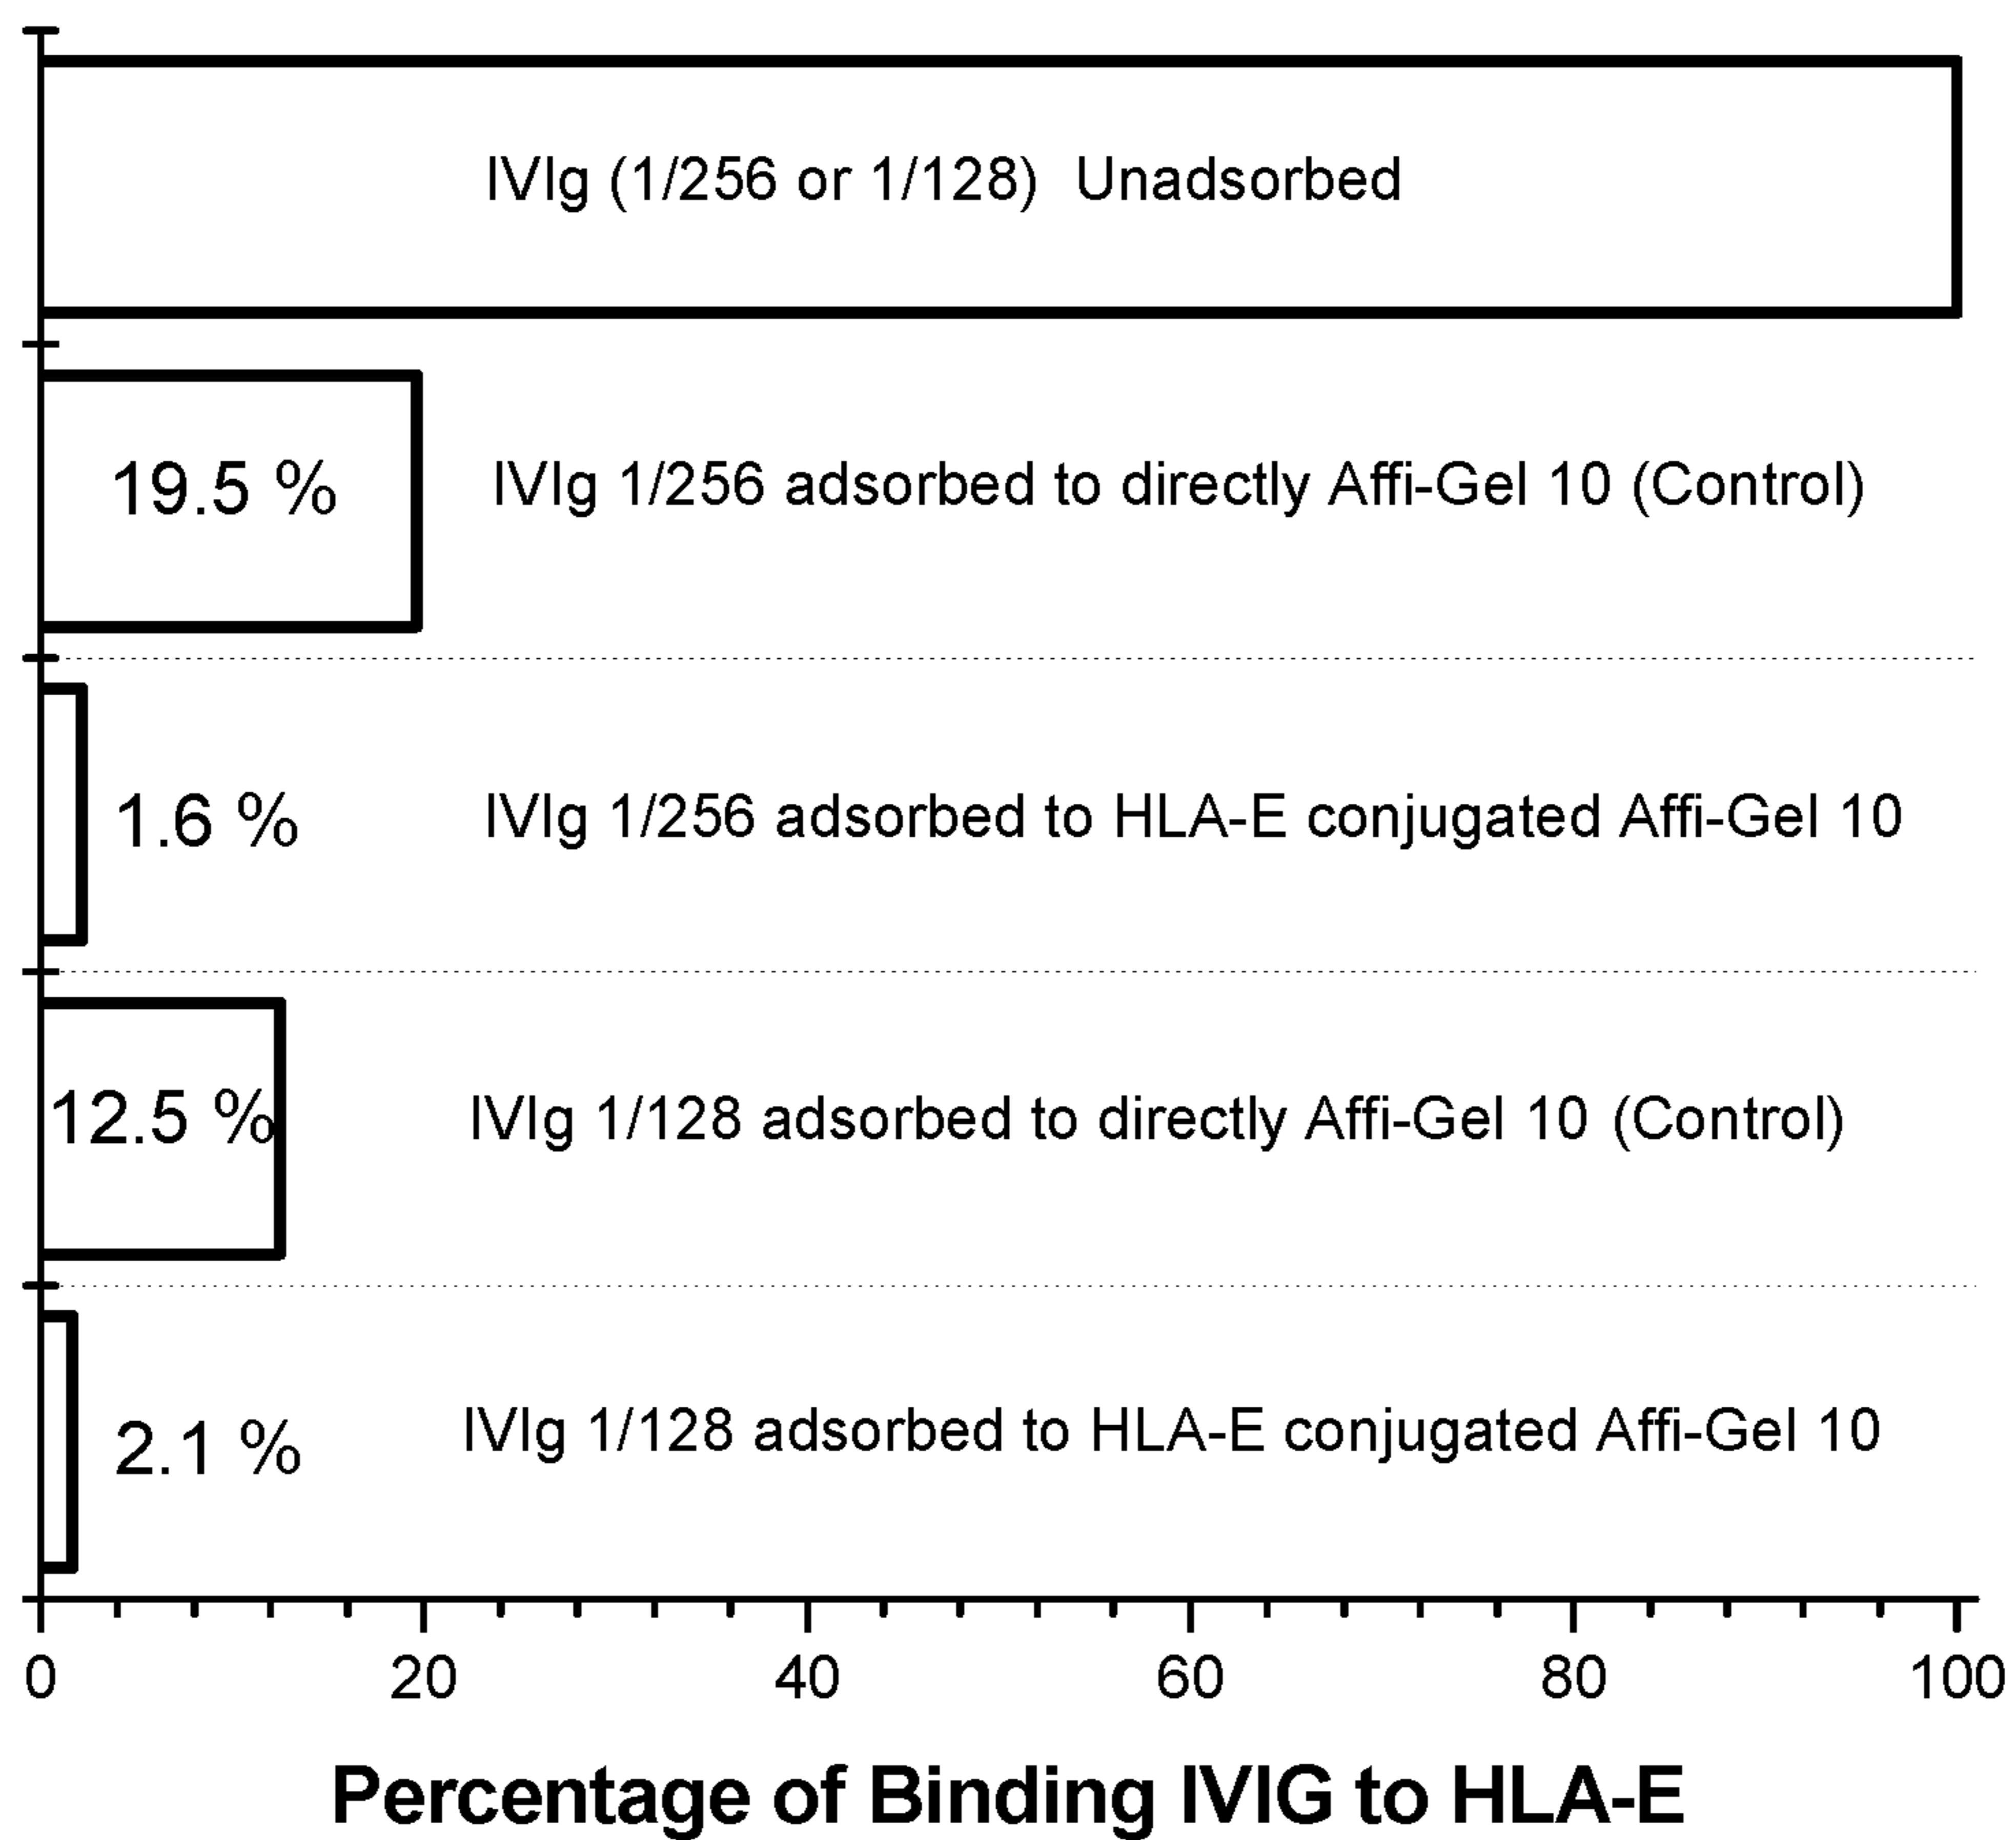 IVIg (1/256 or 1/128) Unadsorbed
19.5 % IVIg 1/256 adsorbed to directly Affi-Gel 10 (Control)
1.6 % IVIg 1/256 adsorbed to HLA-E conjugated Affi-Gel 10
12.5 % IVIg 1/128 adsorbed to directly Affi-Gel 10 (Control)
2.1 % IVIg 1/128 adsorbed to HLA-E conjugated Affi-Gel 10
0 20 40 60 80 100
Percentage of Binding IVIG to HLA-E